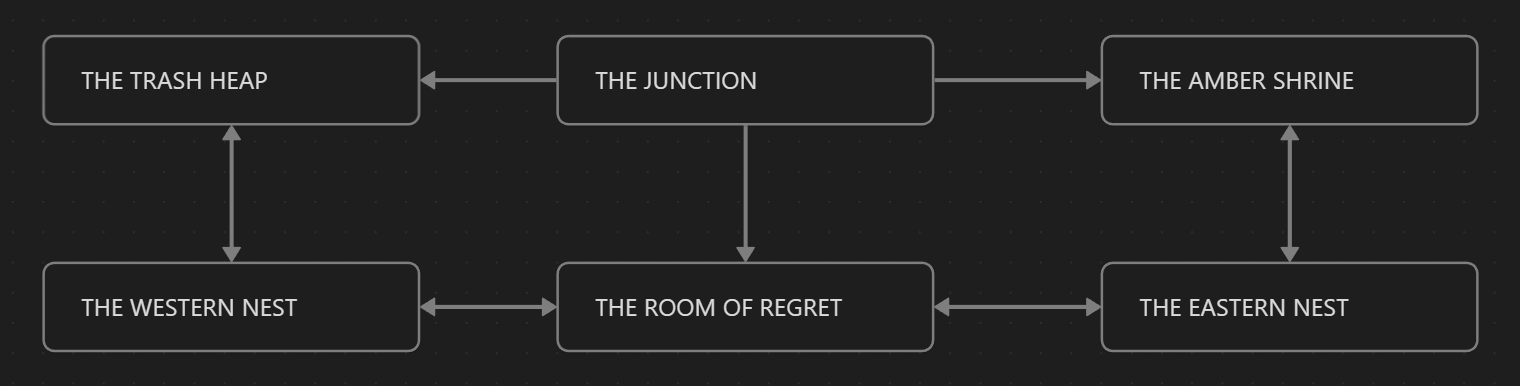 THE TRASH HEAP
THE JUNCTION
THE AMBER SHRINE
THE WESTERN NEST
THE ROOM OF REGRET
THE EASTERN NEST